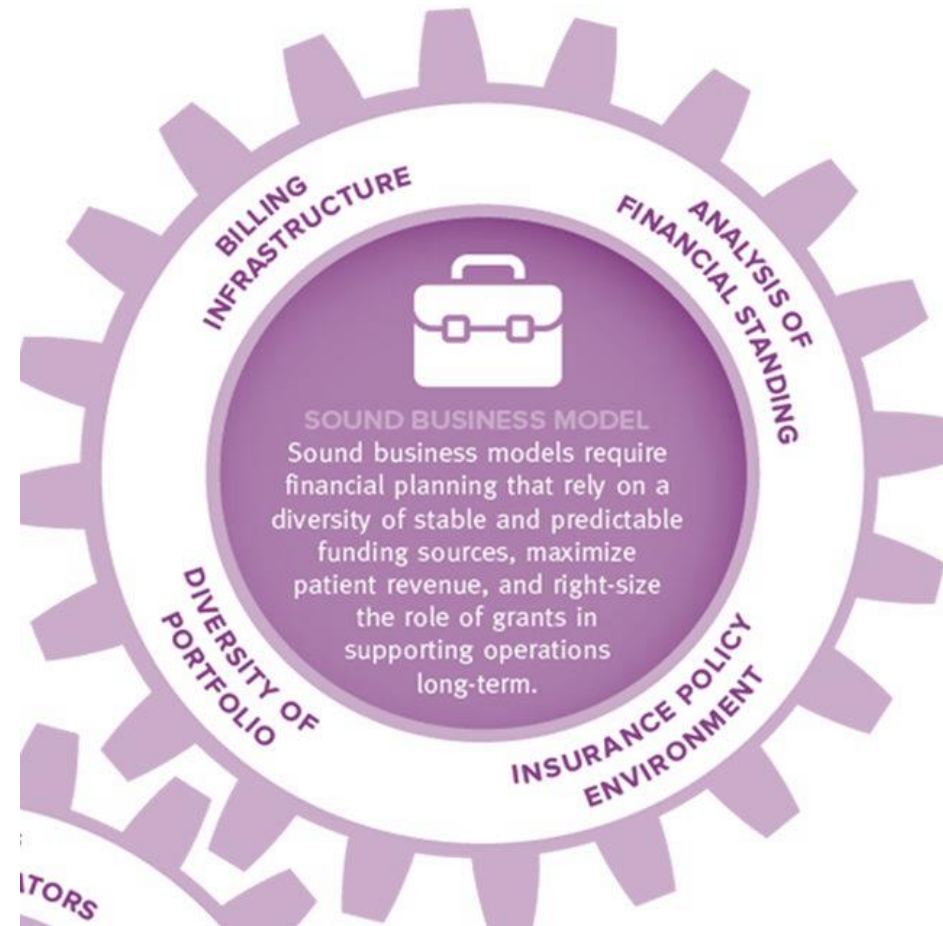 BILLING
INFRASTRUCTURE
ANALYSIS OF
FINANCIAL STANDING
SOUND BUSINESS MODEL
Sound business models require
financial planning that rely on a
diversity of stable and predictable
funding sources, maximize
patient revenue, and right-size
the role of grants in
supporting operations
long-term.
DIVERSITY OF
PORTFOLIO
INSURANCE POLICY
ENVIRONMENT